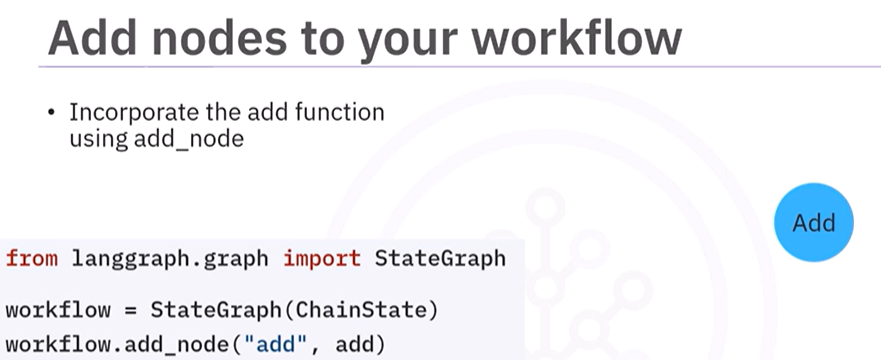 Add nodes to your workflow
• Incorporate the add function
using add_node
Add
from langgraph.graph import StateGraph
workflow = StateGraph(ChainState)
workflow.add_node("add", add)